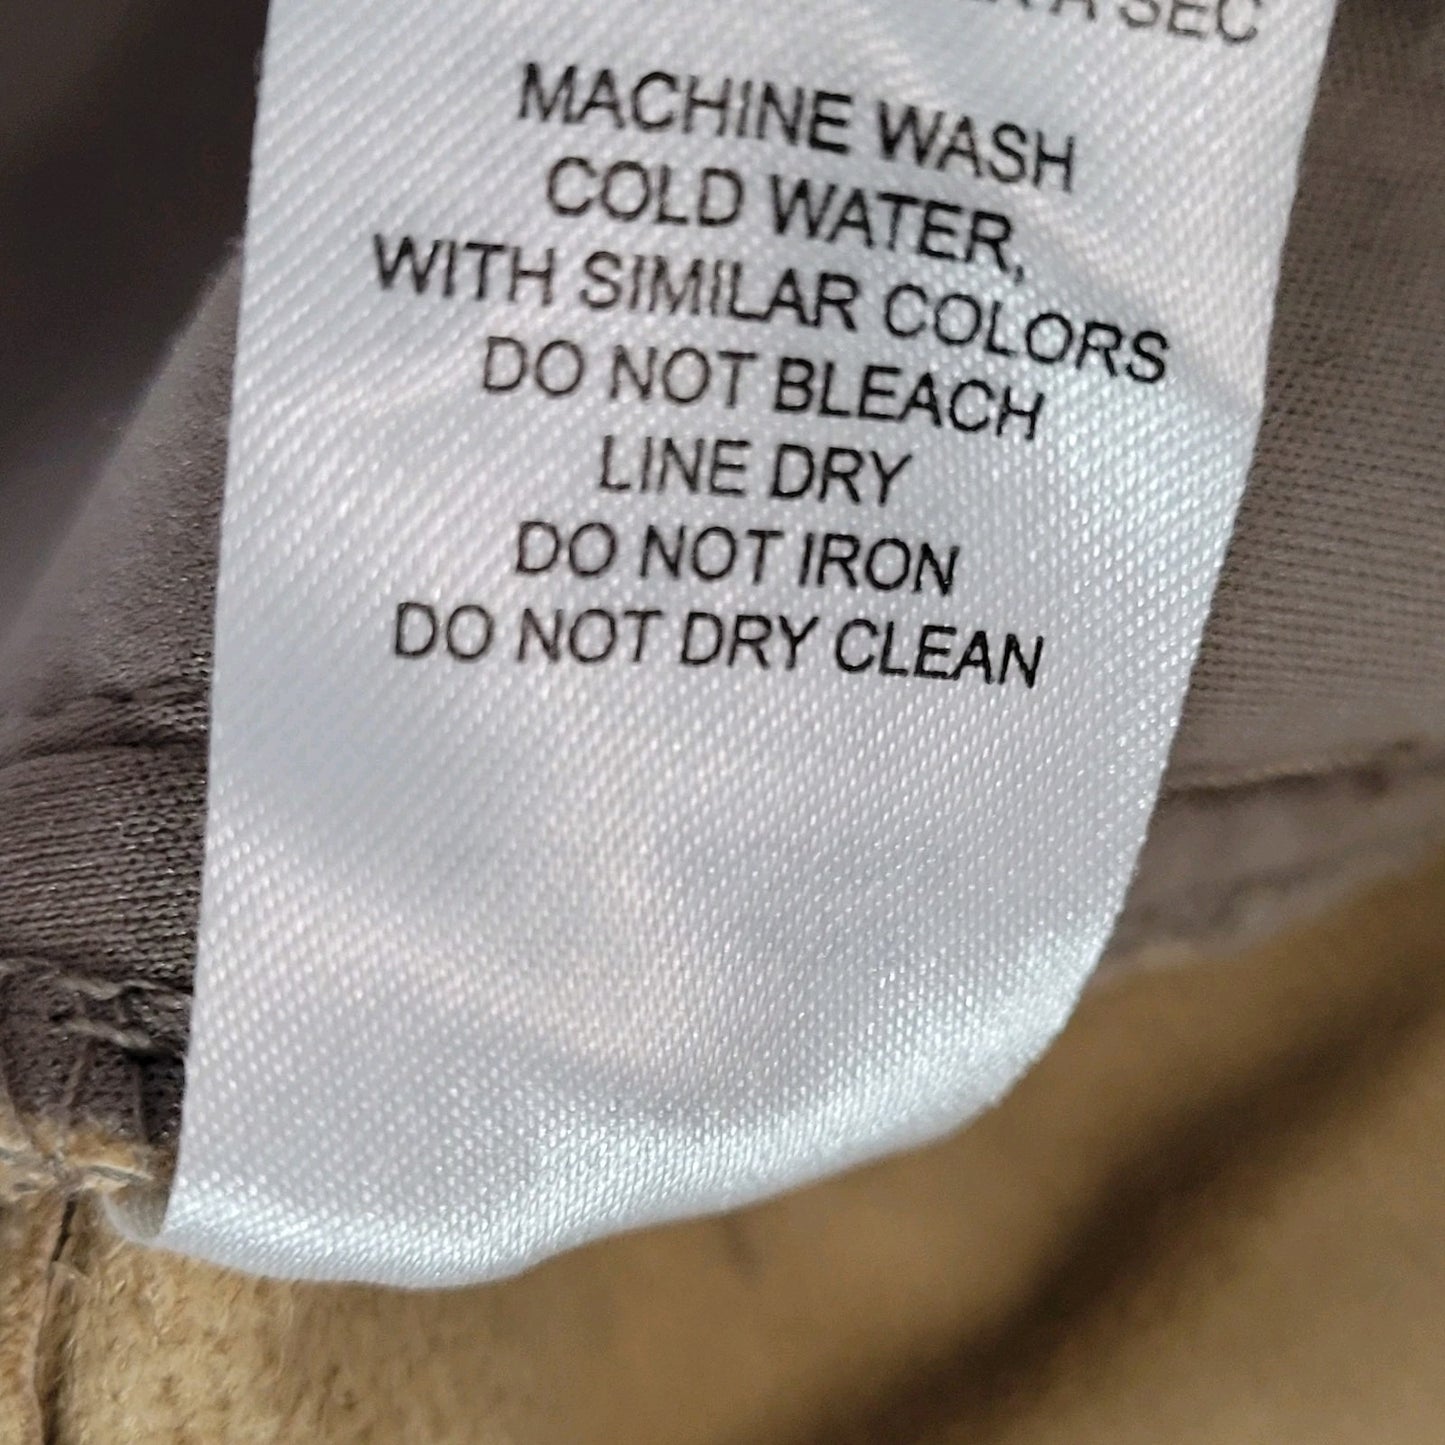 A SEC
MACHINE WASH
COLD WATER,
WITH SIMILAR COLORS
DO NOT BLEACH
LINE DRY
DO NOT IRON
DO NOT DRY CLEAN